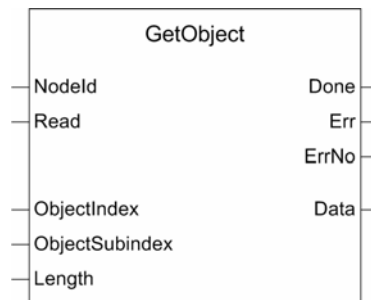 GetObject
NodeId Done
Read Err
ErrNo
ObjectIndex Data
ObjectSubindex
Length